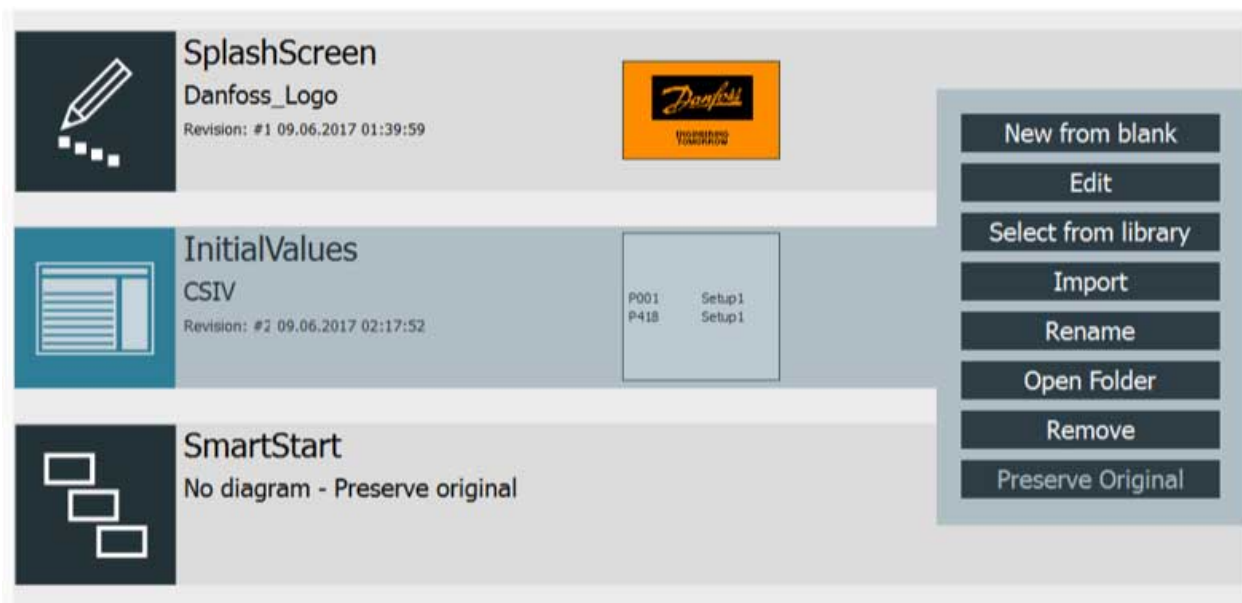 SplashScreen
Danfoss_Logo
Revision: #1 09.06.2017 01:39:59
Danfoss
ENGINEERING
TOMORROW
InitialValues
CSIV
Revision: #2 09.06.2017 02:17:52
P001 Setup1
P418 Setup1
SmartStart
No diagram - Preserve original
New from blank
Edit
Select from library
Import
Rename
Open Folder
Remove
Preserve Original